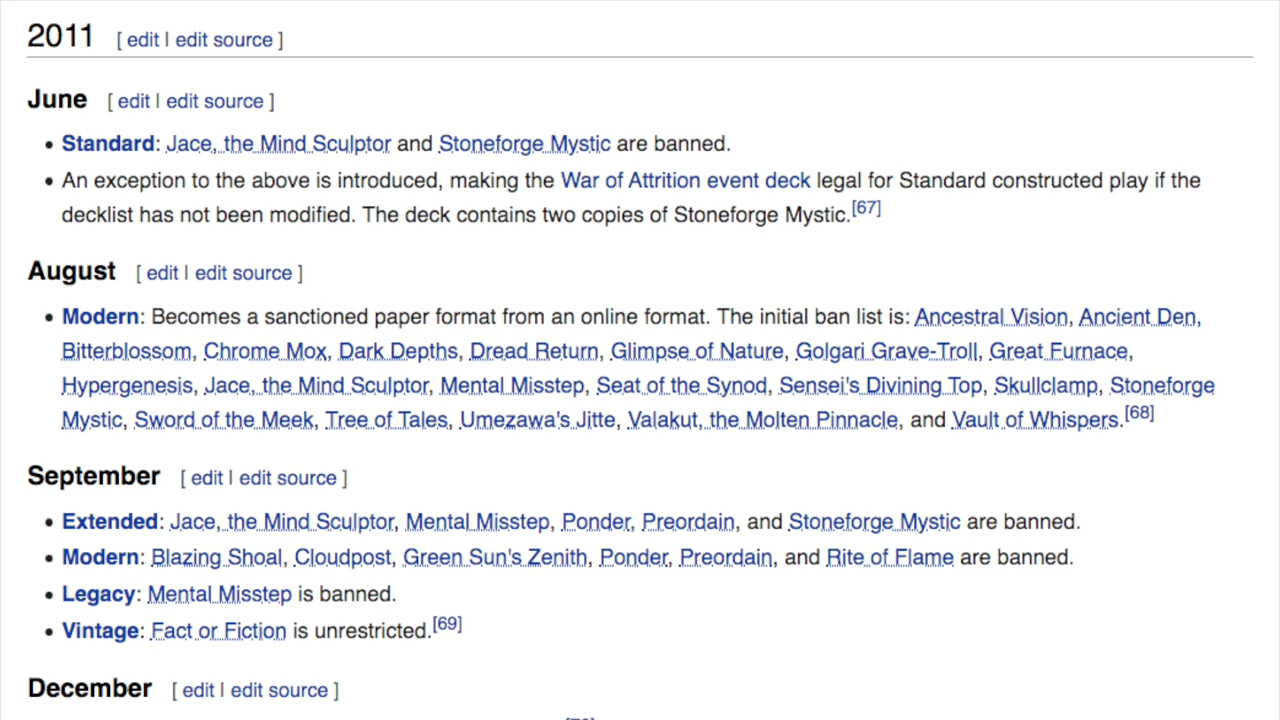 2011 [ edit | edit source ]
June [ edit | edit source ]
• Standard: Jace, the Mind Sculptor and Stoneforge Mystic are banned.
• An exception to the above is introduced, making the War of Attrition event deck legal for Standard constructed play if the
decklist has not been modified. The deck contains two copies of Stoneforge Mystic.[67]
August [ edit | edit source ]
• Modern: Becomes a sanctioned paper format from an online format. The initial ban list is: Ancestral Vision, Ancient Den,
Bitterblossom, Chrome Mox, Dark Depths, Dread Return, Glimpse of Nature, Golgari Grave-Troll, Great Furnace,
Hypergenesis, Jace, the Mind Sculptor, Mental Misstep, Seat of the Synod, Sensei's Divining Top, Skullclamp, Stoneforge
Mystic, Sword of the Meek, Tree of Tales, Umezawa's Jitte, Valakut, the Molten Pinnacle, and Vault of Whispers.[68]
September [ edit | edit source ]
• Extended: Jace, the Mind Sculptor, Mental Misstep, Ponder, Preordain, and Stoneforge Mystic are banned.
• Modern: Blazing Shoal, Cloudpost, Green Sun's Zenith, Ponder, Preordain, and Rite of Flame are banned.
• Legacy: Mental Misstep is banned.
• Vintage: Fact or Fiction is unrestricted.[69]
December [ edit | edit source ]